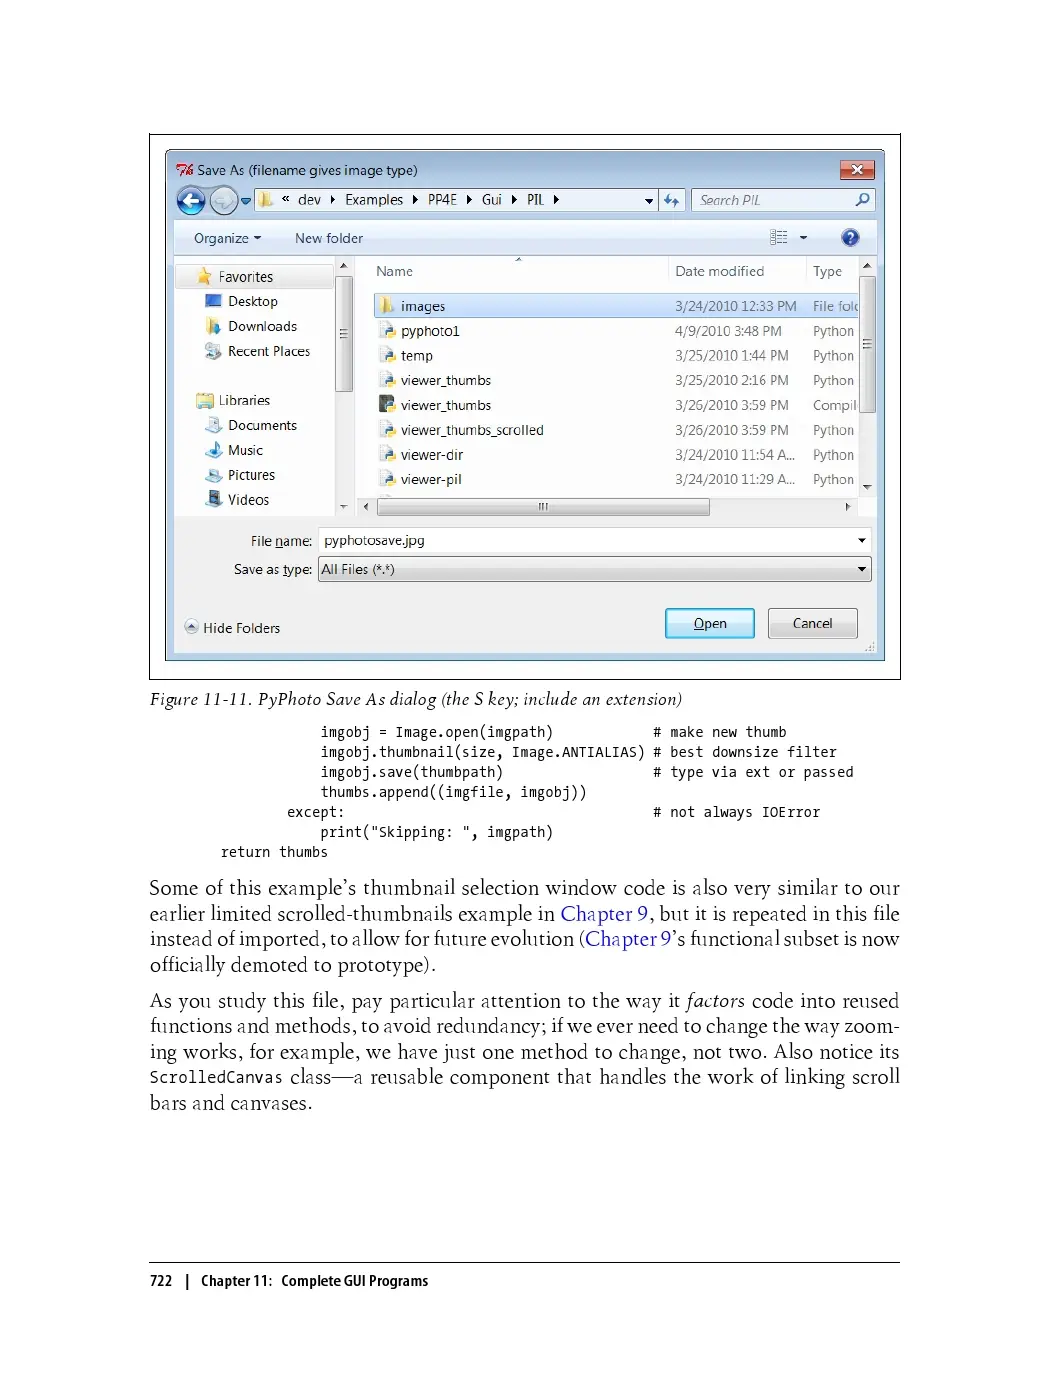 Save As (filename gives image type)
« dev Examples PP4E Gui PIL Search PIL
Organize New folder
Favorites
Desktop
Downloads
Recent Places
Libraries
Documents
Music
Pictures
Videos
Name Date modified Type
images 3/24/2010 12:33 PM File fold
pyphoto1 4/9/2010 3:48 PM Python
temp 3/25/2010 1:44 PM Python
viewer_thumbs 3/25/2010 2:16 PM Python
viewer_thumbs 3/26/2010 3:59 PM Compil
viewer_thumbs_scrolled 3/26/2010 3:59 PM Python
viewer-dir 3/24/2010 11:54 A... Python
viewer-pil 3/24/2010 11:29 A... Python
File name: pyphotosave.jpg
Save as type: All Files (*.*)
Hide Folders Open Cancel
Figure 11-11. PyPhoto Save As dialog (the S key; include an extension)
imgobj = Image.open(imgpath) # make new thumb
imgobj.thumbnail(size, Image.ANTIALIAS) # best downsize filter
imgobj.save(thumbpath) # type via ext or passed
thumbs.append((imgfile, imgobj))
except: # not always IOError
print("Skipping: ", imgpath)
return thumbs
Some of this example’s thumbnail selection window code is also very similar to our
earlier limited scrolled-thumbnails example in Chapter 9, but it is repeated in this file
instead of imported, to allow for future evolution (Chapter 9’s functional subset is now
officially demoted to prototype).
As you study this file, pay particular attention to the way it factors code into reused
functions and methods, to avoid redundancy; if we ever need to change the way zoom-
ing works, for example, we have just one method to change, not two. Also notice its
ScrolledCanvas class—a reusable component that handles the work of linking scroll
bars and canvases.
722 | Chapter 11: Complete GUI Programs